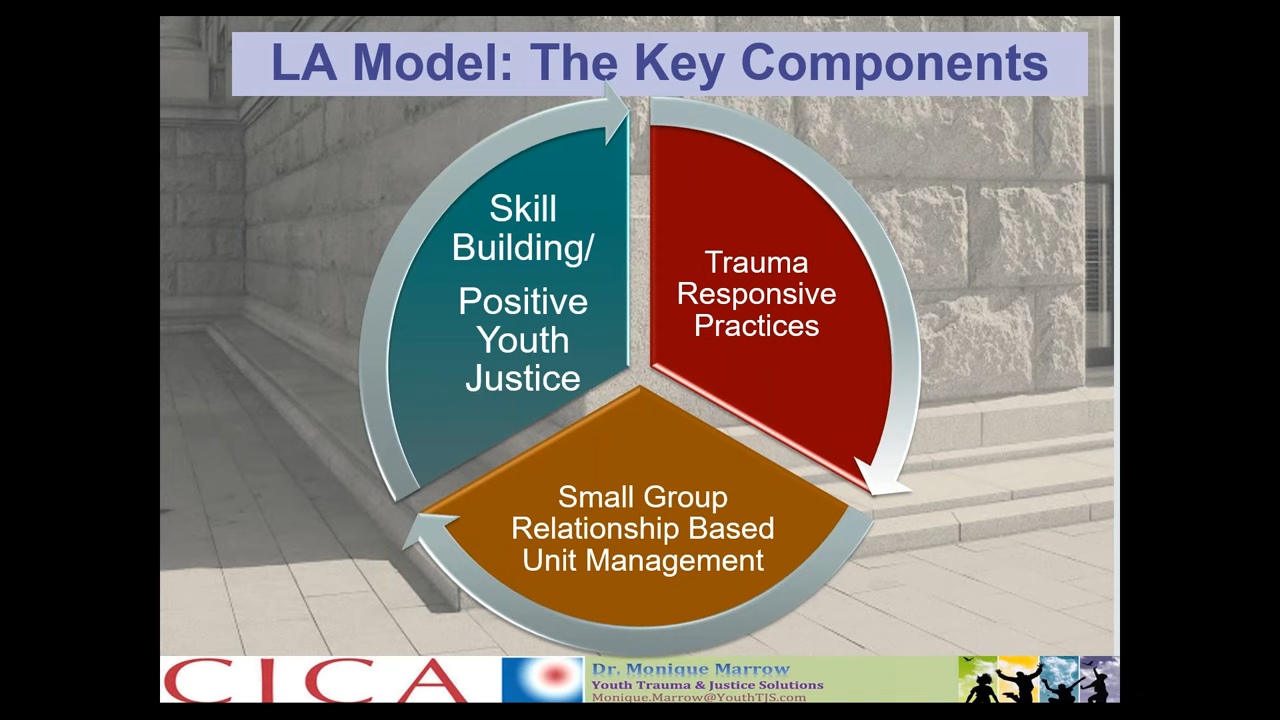 LA Model: The Key Components
Skill
Building/
Positive
Youth
Justice
Trauma
Responsive
Practices
Small Group
Relationship Based
Unit Management
CICA
Dr. Monique Marrow
Youth Trauma & Justice Solutions
Monique.Marrow@YouthTJS.com